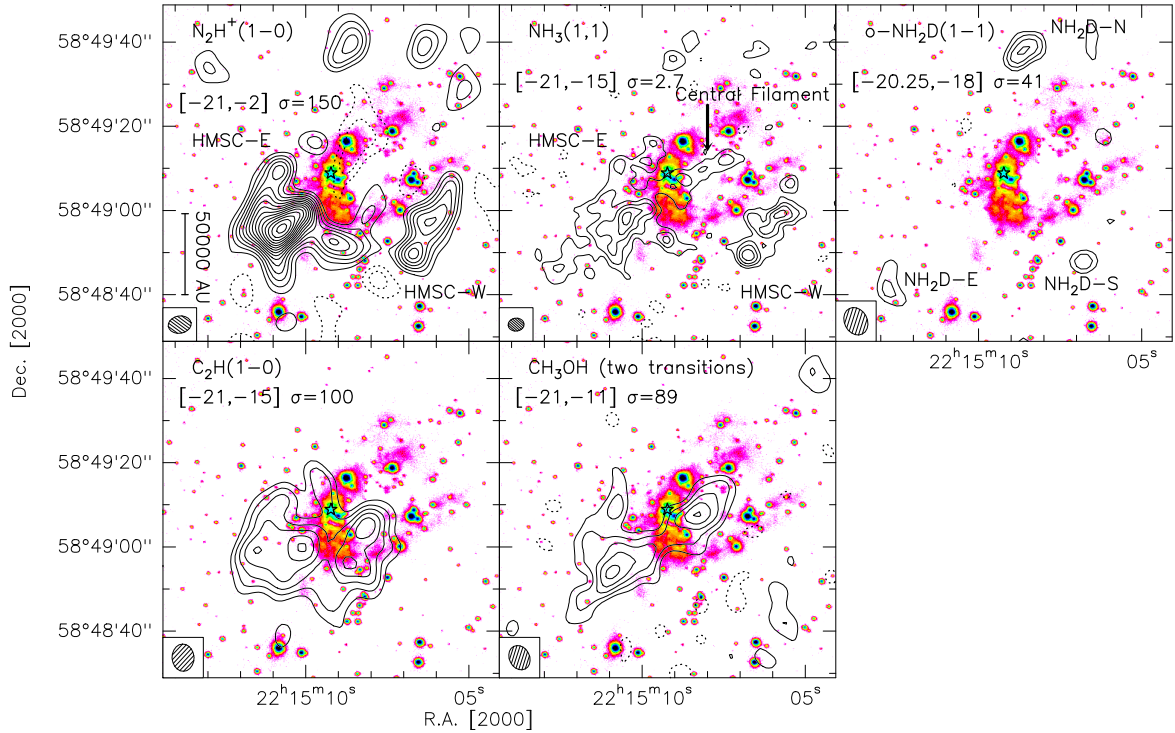 N₂H⁺(1−0)
[−21,−2] σ=150
HMSC−E
HMSC−W
50000 AU
NH₃(1,1)
[−21,−15] σ=2.7
Central Filament
HMSC−E
HMSC−W
o−NH₂D(1−1)
NH₂D−N
[−20.25,−18] σ=41
NH₂D−E
NH₂D−S
58°49'40''
58°49'20''
58°49'00''
58°48'40''
22ʰ15ᵐ10ˢ
05ˢ
C₂H(1−0)
[−21,−15] σ=100
CH₃OH (two transitions)
[−21,−11] σ=89
58°49'40''
58°49'20''
58°49'00''
58°48'40''
22ʰ15ᵐ10ˢ
05ˢ
22ʰ15ᵐ10ˢ
05ˢ
Dec. [2000]
R.A. [2000]